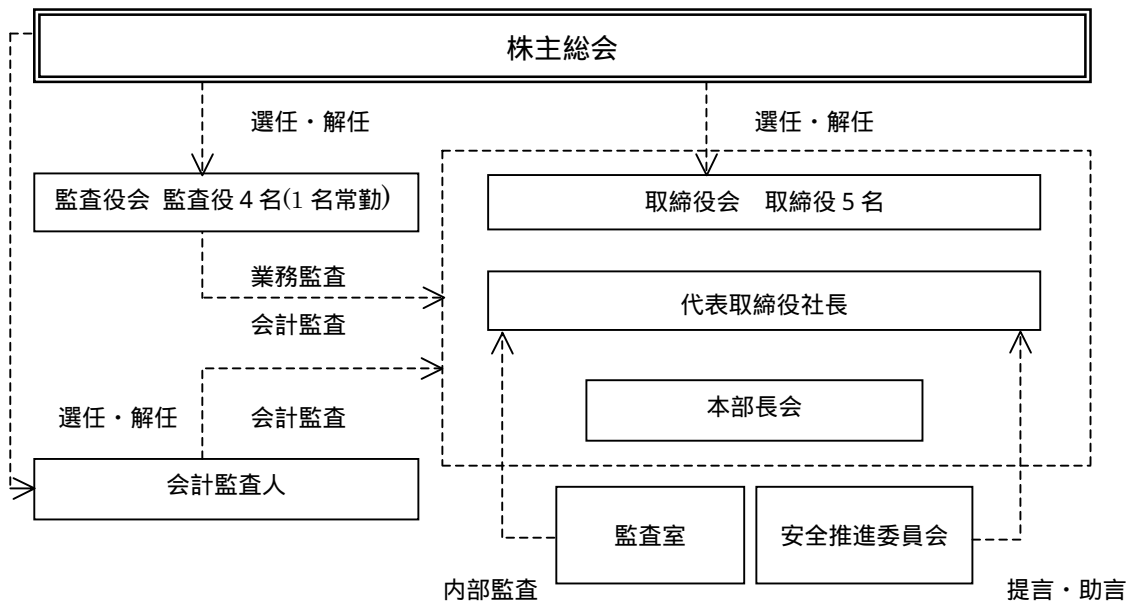 株主総会
選任・解任
選任・解任
監査役会 監査役4名(1名常勤)
取締役会　取締役5名
業務監査
会計監査
代表取締役社長
選任・解任
会計監査
本部長会
会計監査人
監査室
安全推進委員会
内部監査
提言・助言